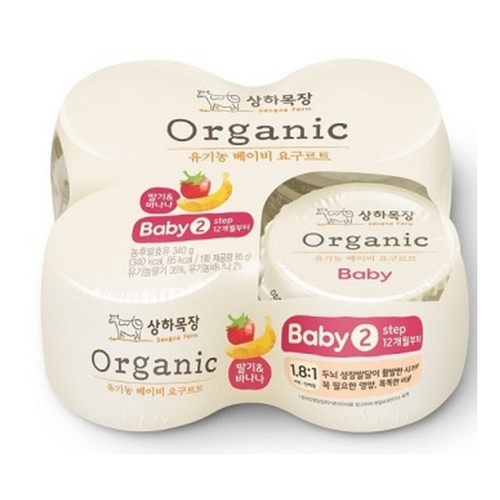 상하목장
Sangha Farm
Organic
유기농 베이비 요구르트
딸기&
바나나
Baby 2 step
12개월부터
농후발효유 340 g
(340 kcal, 85 kcal / 1회 제공량 85 g)
유기농딸기 35%, 유기농바나나 2%
상하목장
Organic
유기농 베이비 요구르트
Baby
상하목장
Sangha Farm
Organic
유기농 베이비 요구르트
딸기&
바나나
Baby 2 step
12개월부터
1.8:1
두뇌 성장발달이 활발한 시기에
꼭 필요한 영양, 똑똑한 비율